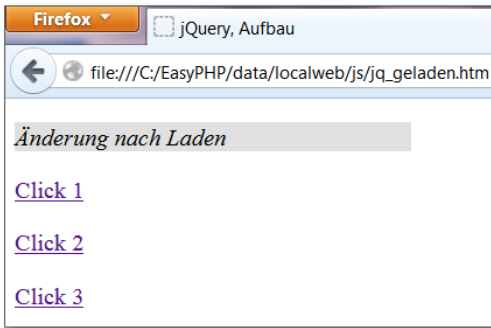 Firefox
jQuery, Aufbau
file:///C:/EasyPHP/data/localweb/js/jq_geladen.htm
Änderung nach Laden
Click 1
Click 2
Click 3